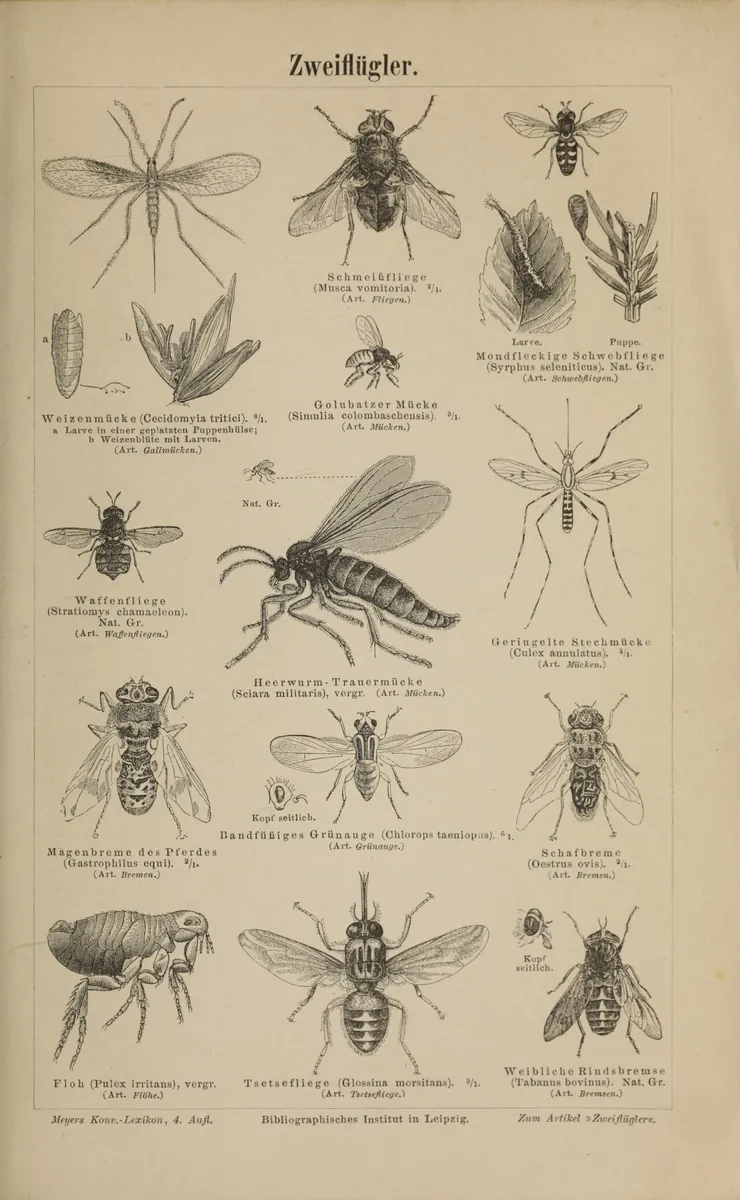 Zweiflügler.
Schmeißfliege
(Musca vomitoria). ²/₁.
(Art. Fliegen.)
Larve. Puppe.
Mondfleckige Schwebfliege
(Syrphus seleniticus). Nat. Gr.
(Art. Schwebfliegen.)
a b
Weizenmücke (Cecidomyia tritici). ⁸/₁.
a Larve in einer geplatzten Puppenhülse;
b Weizenblüte mit Larven.
(Art. Gallmücken.)
Golubatzer Mücke
(Simulia colombaschensis). ³/₁.
(Art. Mücken.)
Nat. Gr.
Waffenfliege
(Stratiomys chamaeleon).
Nat. Gr.
(Art. Waffenfliegen.)
Heerwurm-Trauermücke
(Sciara militaris), vergr. (Art. Mücken.)
Geringelte Stechmücke
(Culex annulatus).
(Art. Mücken.)
Magenbreme des Pferdes
(Gastrophilus equi). ²/₁.
(Art. Bremen.)
Kopf seitlich.
Bandfüßiges Grünauge (Chlorops taeniopus).
(Art. Grünauge.)
Schafbreme
(Oestrus ovis). ²/₁.
(Art. Bremen.)
Floh (Pulex irritans), vergr.
(Art. Flöhe.)
Tsetsefliege (Glossina morsitans). ³/₁.
(Art. Tsetsefliege.)
Kopf
seitlich.
Weibliche Rindsbremse
(Tabanus bovinus). Nat. Gr.
(Art. Bremsen.)
Meyers Konv.-Lexikon, 4. Aufl. Bibliographisches Institut in Leipzig. Zum Artikel »Zweiflügler«.